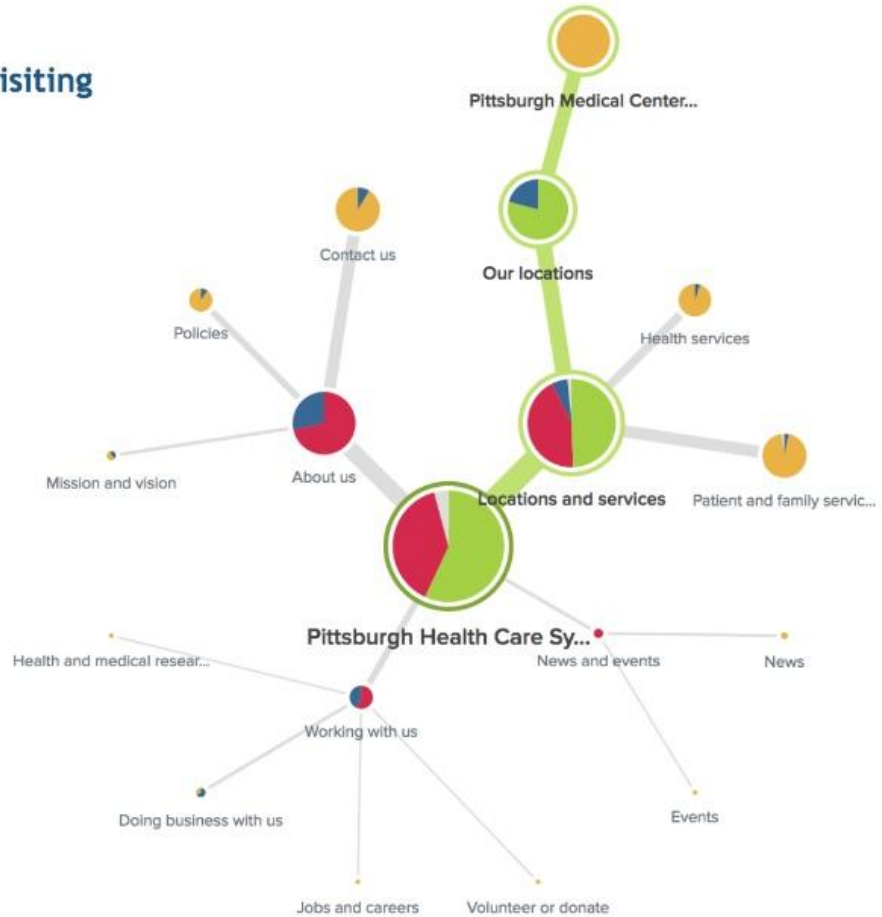 isiting
Pittsburgh Medical Center...
Contact us
Our locations
Policies
Health services
Mission and vision
About us
Locations and services
Patient and family servic...
Pittsburgh Health Care Sy...
Health and medical resear...
News and events
News
Working with us
Doing business with us
Events
Jobs and careers
Volunteer or donate